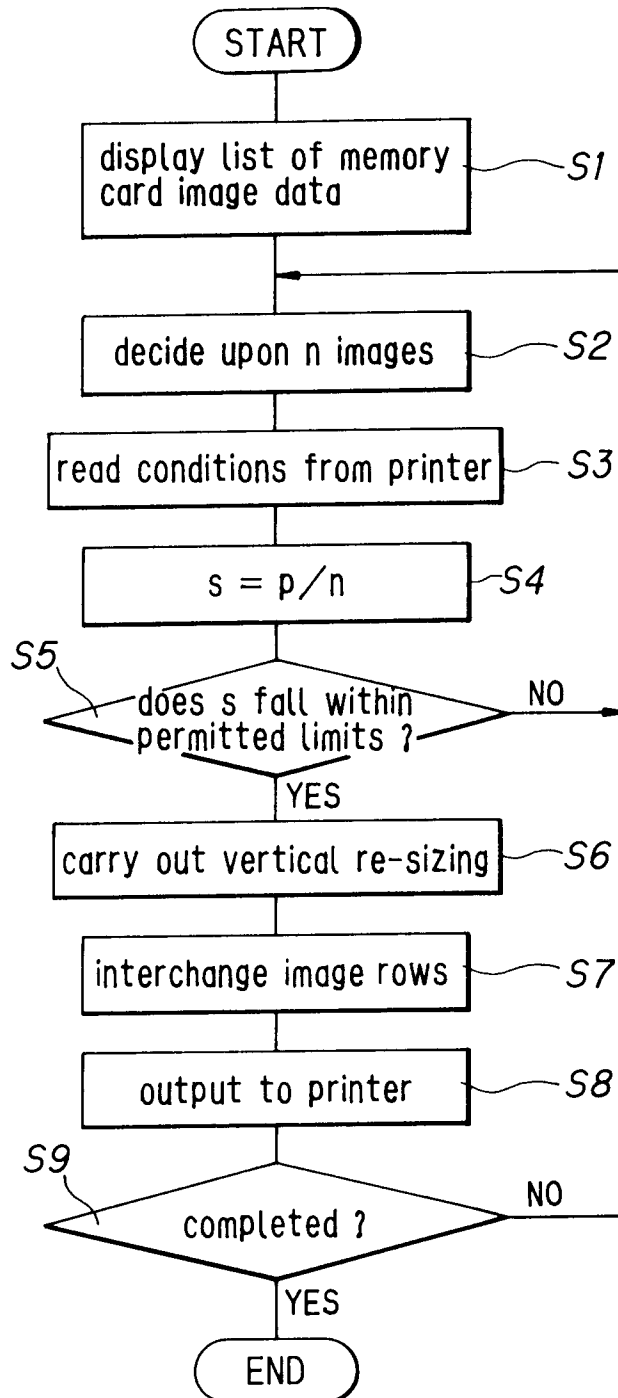 START
display list of memory
card image data
S1
decide upon n images
S2
read conditions from printer
S3
s = p/n
S4
S5
does s fall within
permitted limits ?
NO
YES
carry out vertical re-sizing
S6
interchange image rows
S7
output to printer
S8
S9
completed ?
NO
YES
END